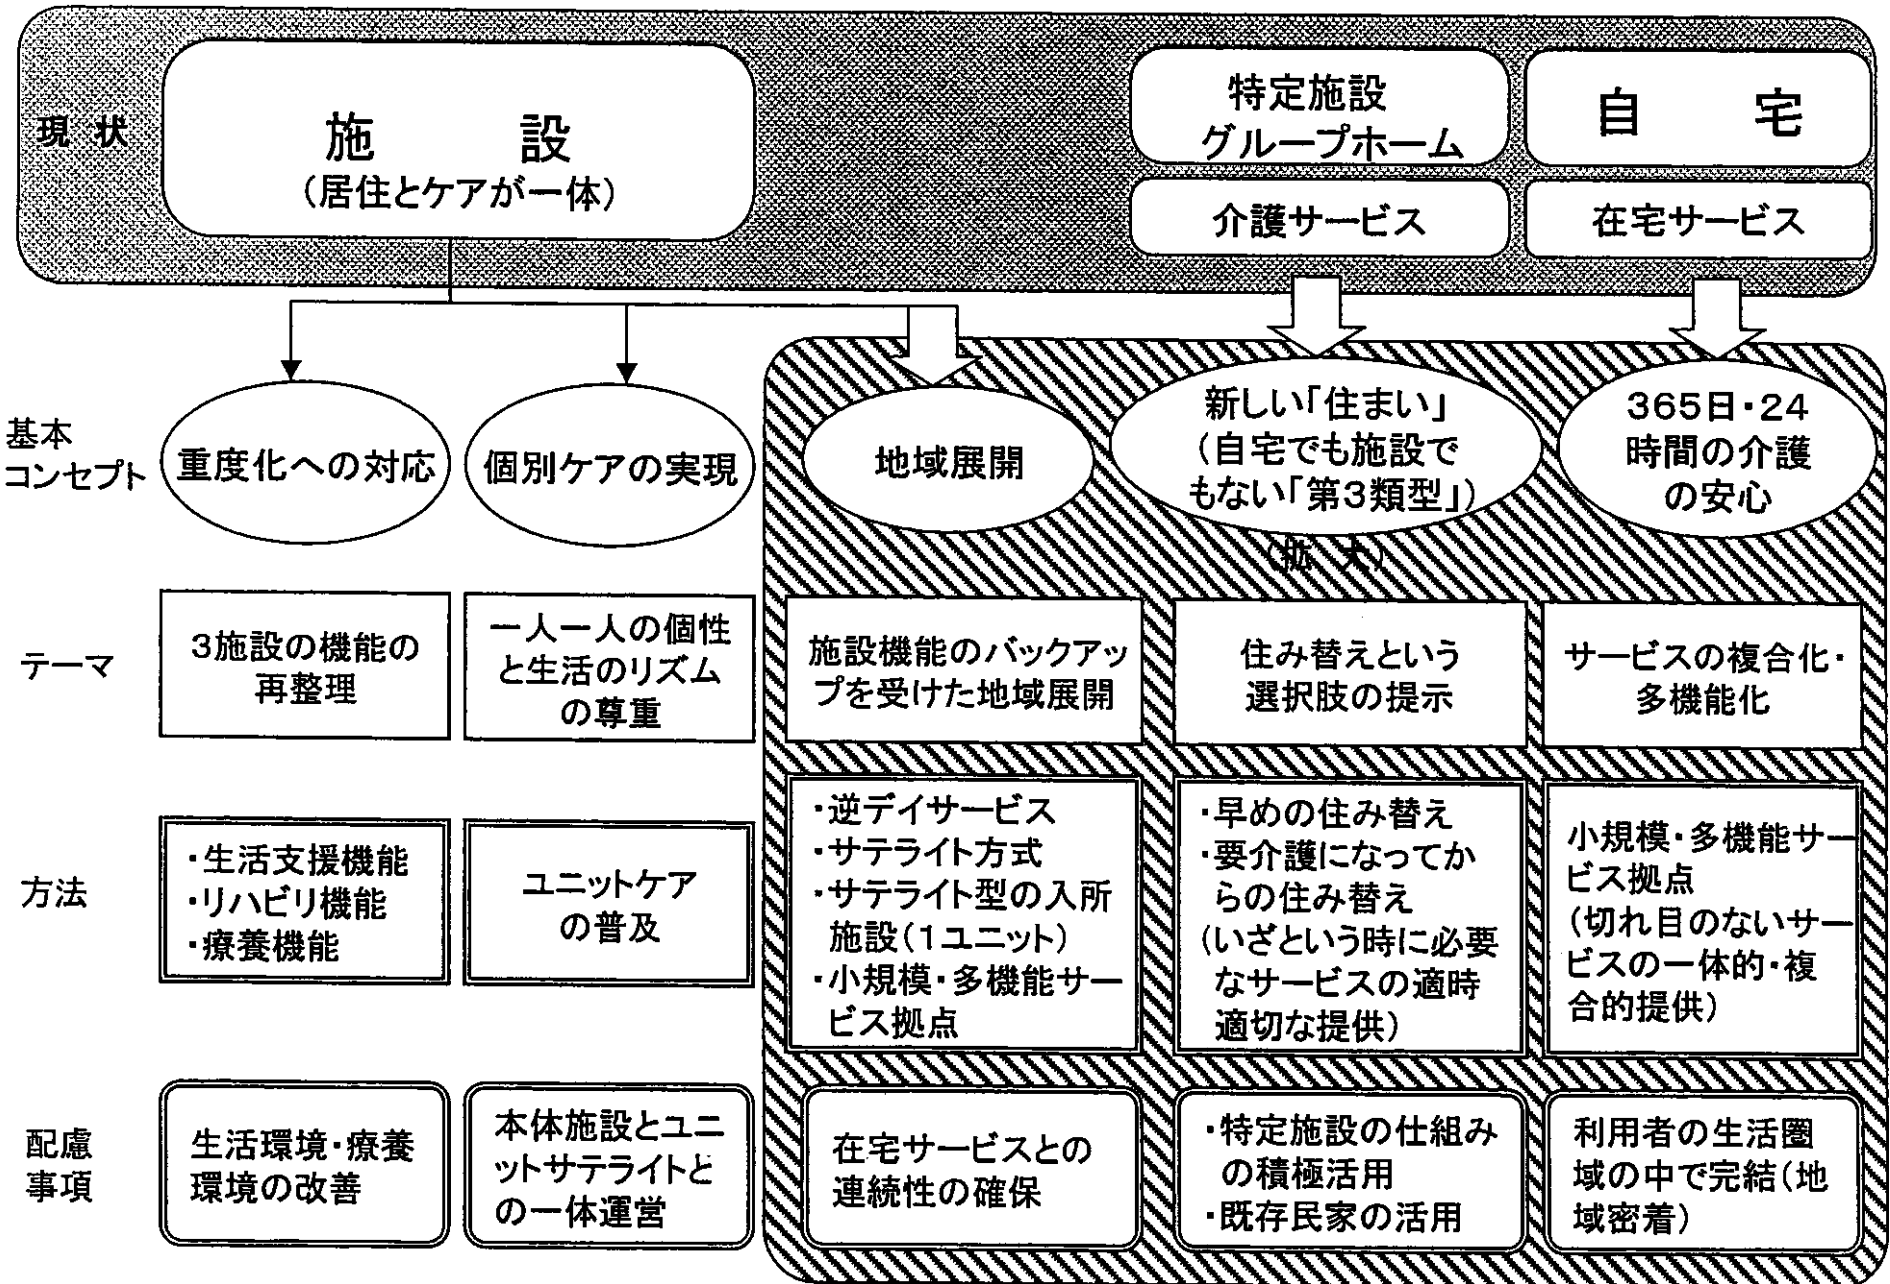 現 状
施 設
(居住とケアが一体)
特定施設
グループホーム
自 宅
介護サービス
在宅サービス
基本
コンセプト
重度化への対応
個別ケアの実現
地域展開
新しい「住まい」
(自宅でも施設で
もない「第3類型」)
365日・24
時間の介護
の安心
(拡 大)
テーマ
3施設の機能の
再整理
一人一人の個性
と生活のリズム
の尊重
施設機能のバックアッ
プを受けた地域展開
住み替えという
選択肢の提示
サービスの複合化・
多機能化
方法
・生活支援機能
・リハビリ機能
・療養機能
ユニットケア
の普及
・逆デイサービス
・サテライト方式
・サテライト型の入所
施設(1ユニット)
・小規模・多機能サー
ビス拠点
・早めの住み替え
・要介護になってか
らの住み替え
(いざという時に必要
なサービスの適時
適切な提供)
小規模・多機能サー
ビス拠点
(切れ目のないサー
ビスの一体的・複
合的提供)
配慮
事項
生活環境・療養
環境の改善
本体施設とユニ
ットサテライトと
の一体運営
在宅サービスとの
連続性の確保
・特定施設の仕組み
の積極活用
・既存民家の活用
利用者の生活圏
域の中で完結(地
域密着)